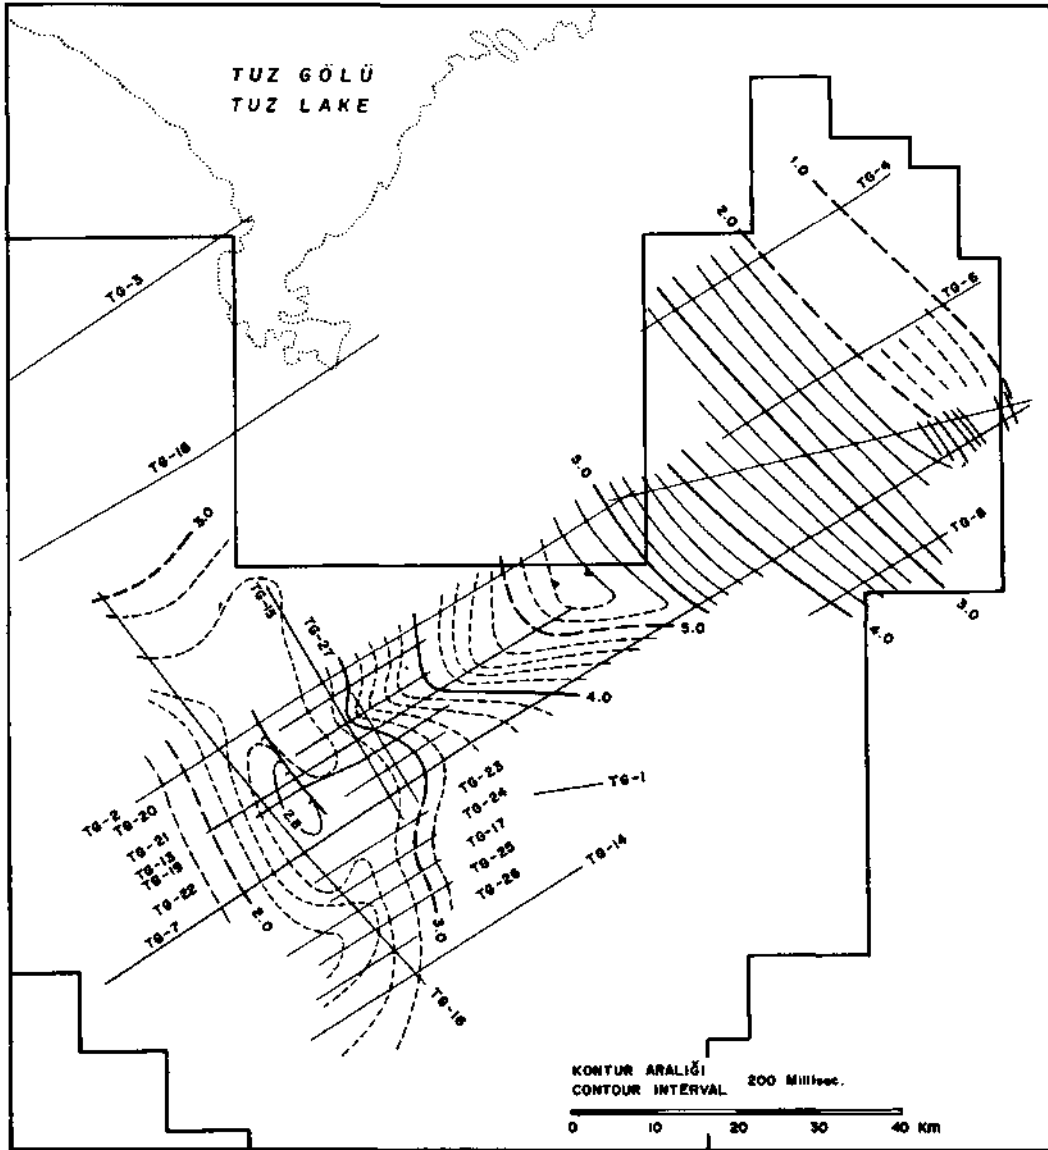 TUZ GÖLÜ
TUZ LAKE
1.0
TG-4
2.0
TG-3
TG-6
TG-18
5.0
3.0
TG-8
TG-15
TG-27
5.0
3.0
4.0
4.0
TG-23
TG-1
TG-24
TG-2
TG-20
2.8
TG-17
TG-21
TG-13
TG-19
TG-25
TG-14
TG-22
TG-26
2.0
TG-7
3.0
TG-16
KONTUR ARALIĞI
CONTOUR INTERVAL
200 Millisec.
0 10 20 30 40 Km